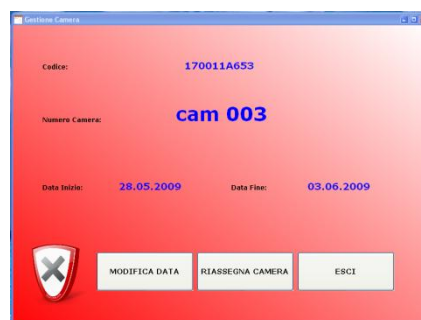 Gestione Camera
Codice: 170011A653
Numero Camera: cam 003
Data Inizio: 28.05.2009 Data Fine: 03.06.2009
MODIFICA DATA RIASSEGNA CAMERA ESCI